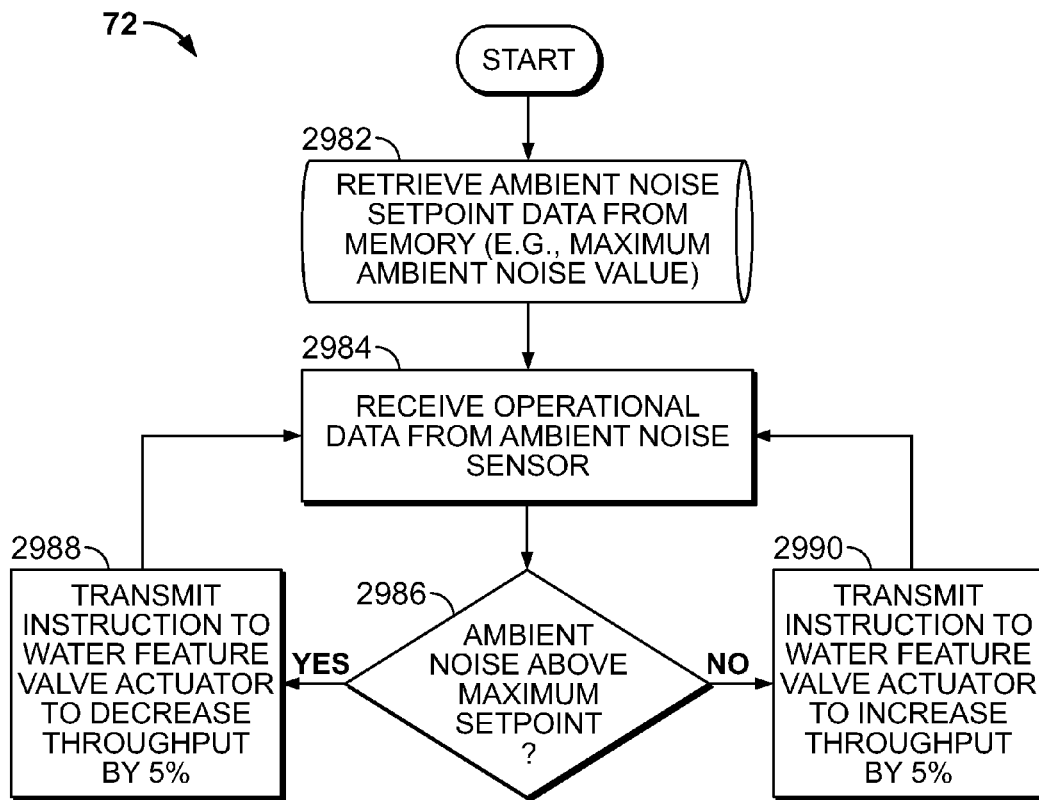 72
START
2982
RETRIEVE AMBIENT NOISE
SETPOINT DATA FROM
MEMORY (E.G., MAXIMUM
AMBIENT NOISE VALUE)
2984
RECEIVE OPERATIONAL
DATA FROM AMBIENT NOISE
SENSOR
2988
TRANSMIT
INSTRUCTION TO
WATER FEATURE
VALVE ACTUATOR
TO DECREASE
THROUGHPUT
BY 5%
YES
2986
AMBIENT
NOISE ABOVE
MAXIMUM
SETPOINT
?
NO
2990
TRANSMIT
INSTRUCTION TO
WATER FEATURE
VALVE ACTUATOR
TO INCREASE
THROUGHPUT
BY 5%